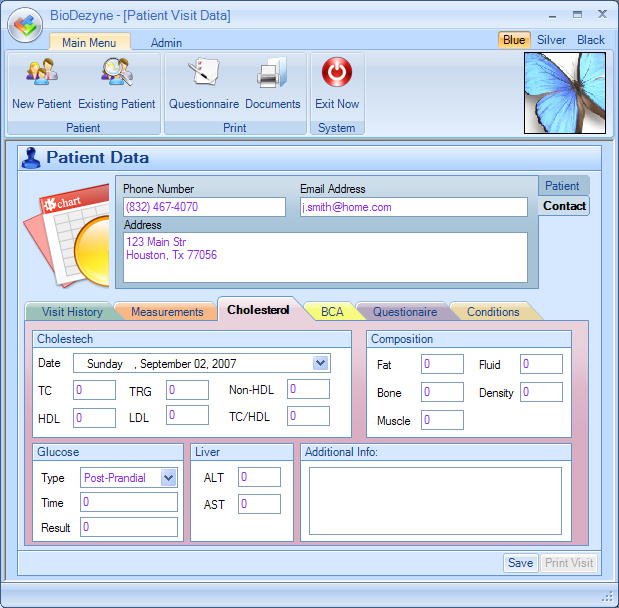 BioDezyne - [Patient Visit Data]
Main Menu Admin Blue Silver Black
New Patient Existing Patient Questionnaire Documents Exit Now
Patient Print System
Patient Data
chart
Phone Number Email Address Patient
(832) 467-4070 j.smith@home.com Contact
Address
123 Main Str
Houston, Tx 77056
Visit History Measurements Cholesterol BCA Questionaire Conditions
Cholestech Composition
Date Sunday , September 02, 2007 Fat 0 Fluid 0
TC 0 TRG 0 Non-HDL 0 Bone 0 Density 0
HDL 0 LDL 0 TC/HDL 0 Muscle 0
Glucose Liver Additional Info:
Type Post-Prandial ALT 0
Time 0 AST 0
Result 0
Save Print Visit